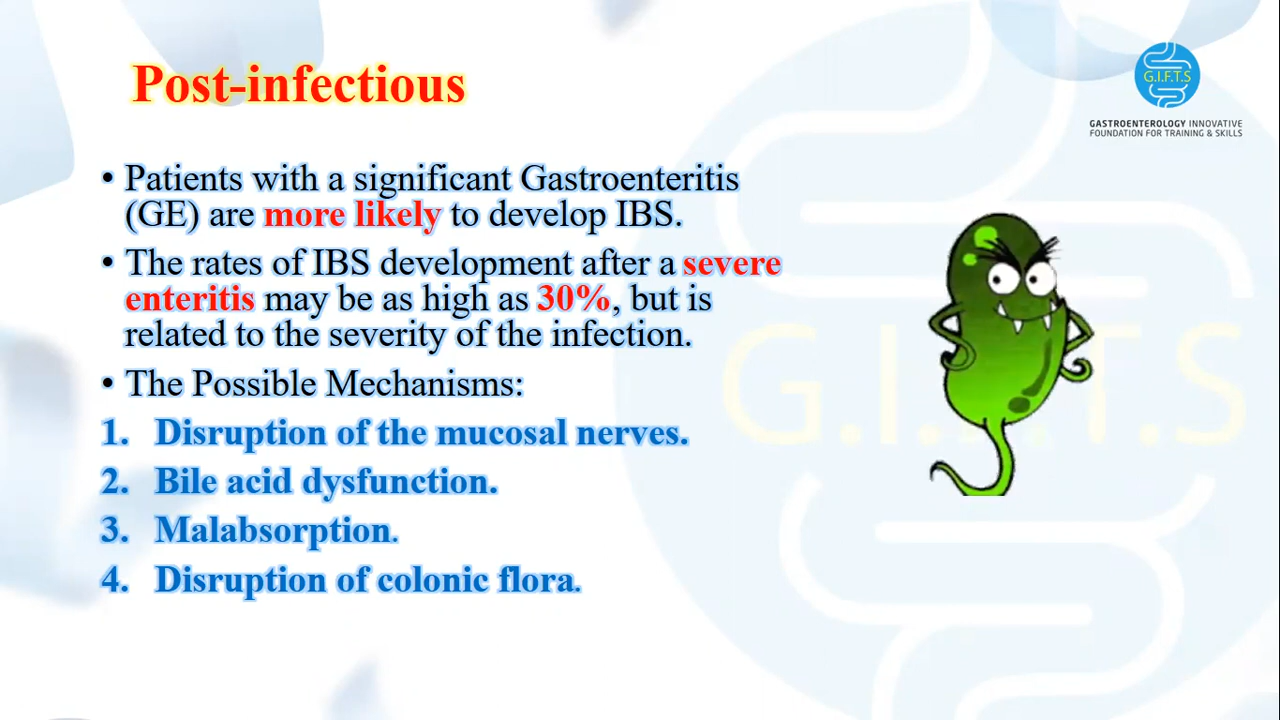 Post-infectious
G.I.F.T.S
GASTROENTEROLOGY INNOVATIVE
FOUNDATION FOR TRAINING & SKILLS
• Patients with a significant Gastroenteritis
(GE) are more likely to develop IBS.
• The rates of IBS development after a severe
enteritis may be as high as 30%, but is
related to the severity of the infection.
• The Possible Mechanisms:
1. Disruption of the mucosal nerves.
2. Bile acid dysfunction.
3. Malabsorption.
4. Disruption of colonic flora.
G.I.F.T.S